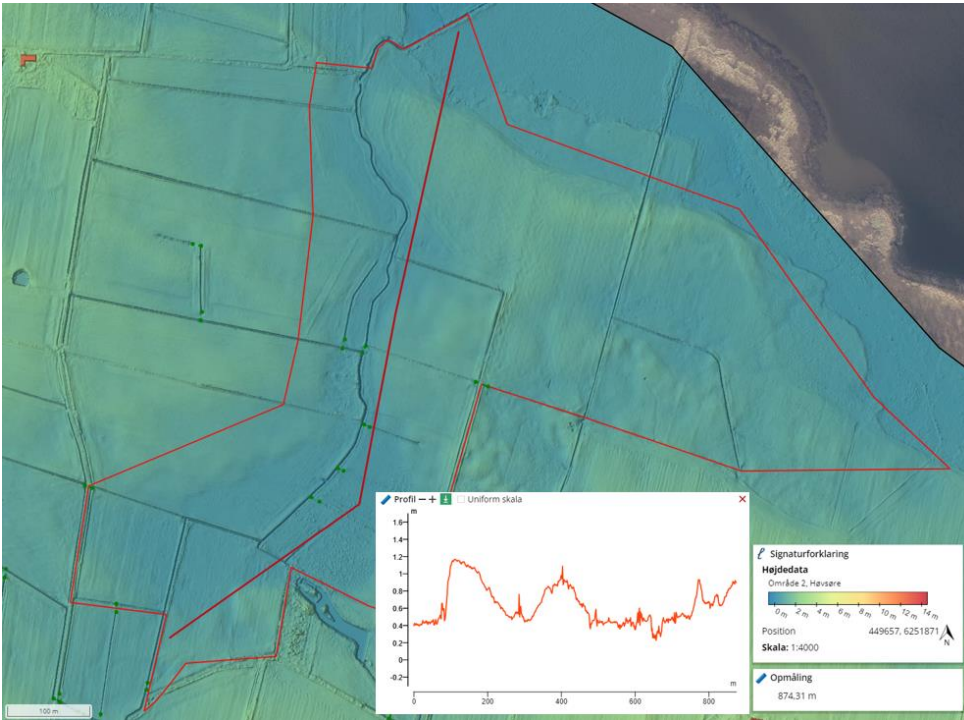 Profil
Uniform skala
m
1.6
1.4
1.2
1
0.8
0.6
0.4
0.2
0
-0.2
m
0
200
400
600
800
Signaturforklaring
Højdedata
Område 2, Høvsøre
0 m 2 m 4 m 6 m 8 m 10 m 12 m 14 m
Position 449657, 6251871
N
Skala: 1:4000
Opmåling
874.31 m
100 m